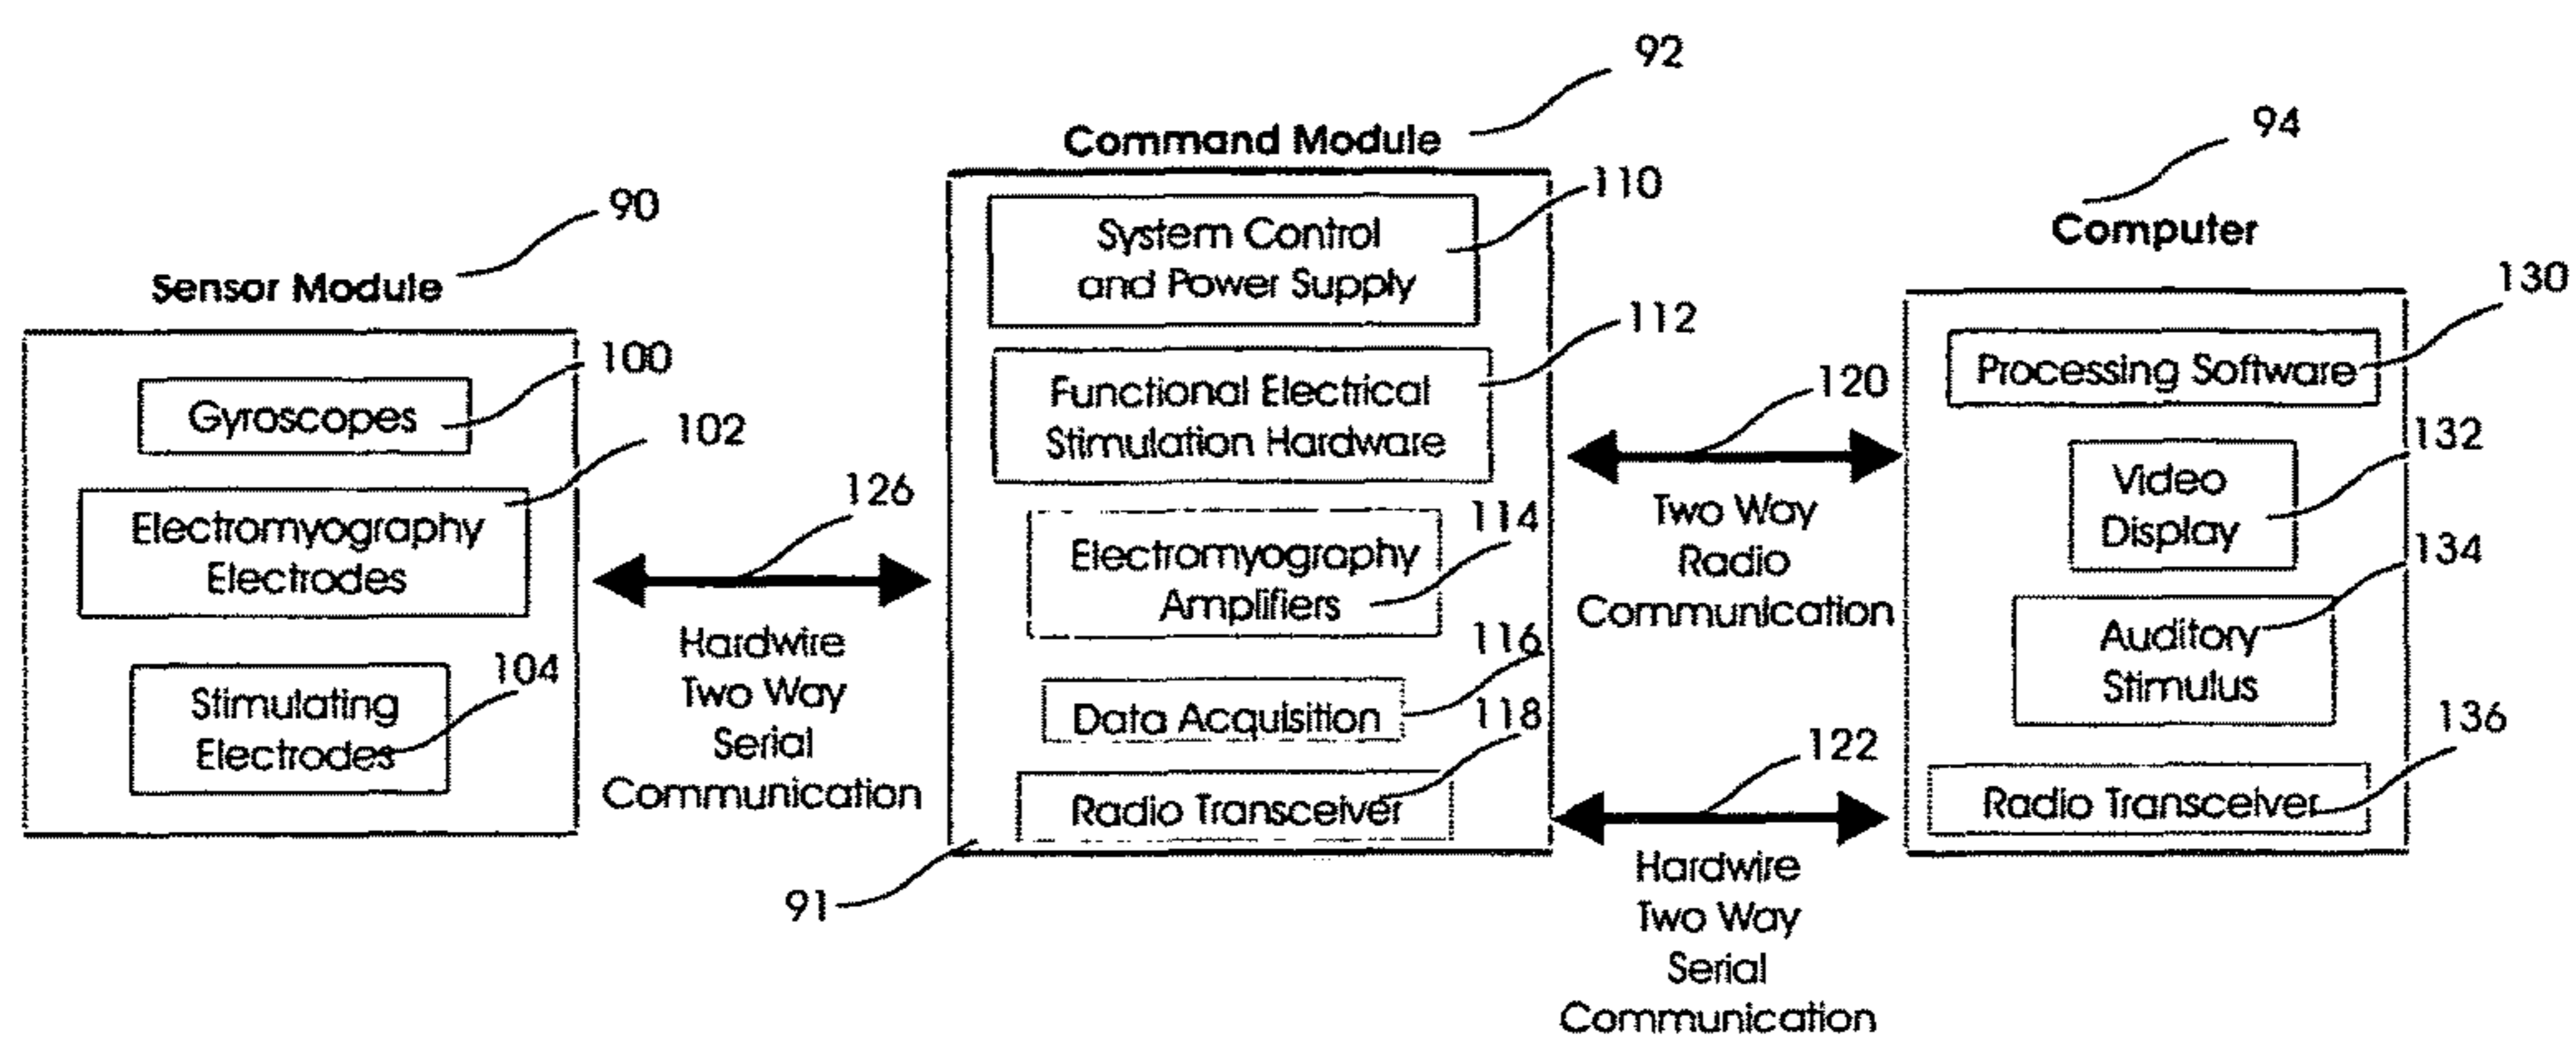 92
Command Module
94
Computer
90
Sensor Module
100
Gyroscopes
102
Electromyography
Electrodes
104
Stimulating
Electrodes
126
Hardwire
Two Way
Serial
Communication
110
System Control
and Power Supply
112
Functional Electrical
Stimulation Hardware
114
Electromyography
Amplifiers
116
Data Acquisition
118
Radio Transceiver
91
120
Two Way
Radio
Communication
122
Hardwire
Two Way
Serial
Communication
130
Processing Software
132
Video
Display
134
Auditory
Stimulus
136
Radio Transceiver